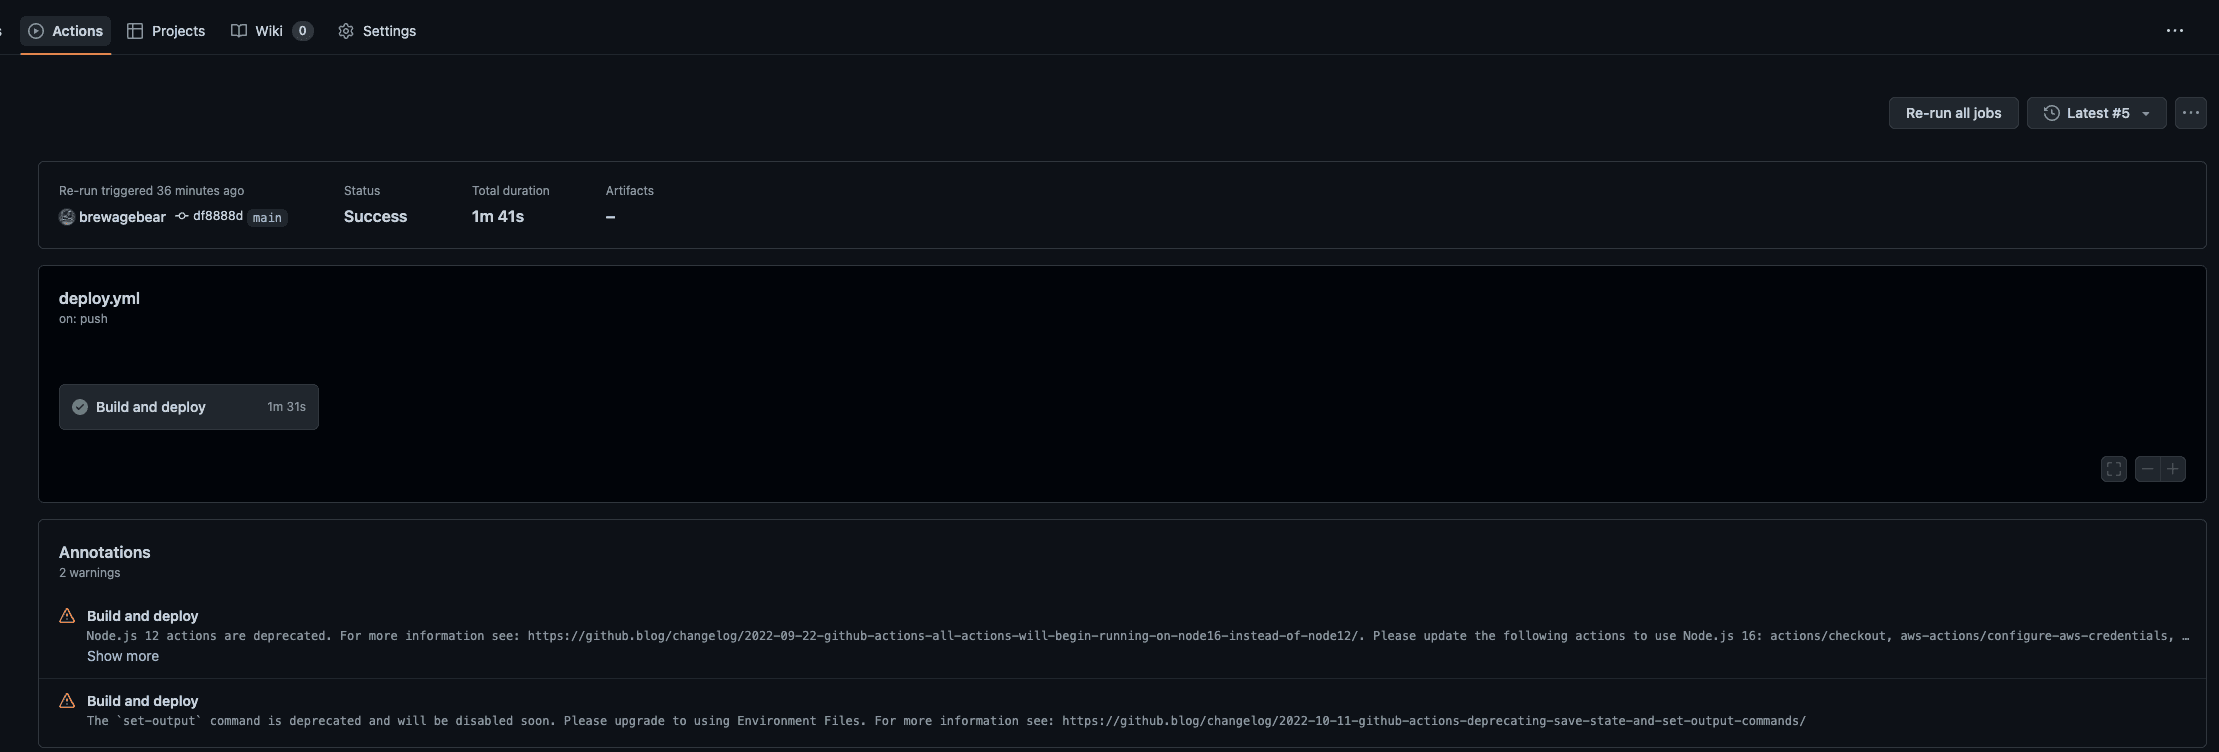 s Actions Projects Wiki 0 Settings
Re-run all jobs Latest #5
Re-run triggered 36 minutes ago Status Total duration Artifacts
brewagebear df8888d main Success 1m 41s –
deploy.yml
on: push
Build and deploy 1m 31s
Annotations
2 warnings
Build and deploy
Node.js 12 actions are deprecated. For more information see: https://github.blog/changelog/2022-09-22-github-actions-all-actions-will-begin-running-on-node16-instead-of-node12/. Please update the following actions to use Node.js 16: actions/checkout, aws-actions/configure-aws-credentials, …
Show more
Build and deploy
The `set-output` command is deprecated and will be disabled soon. Please upgrade to using Environment Files. For more information see: https://github.blog/changelog/2022-10-11-github-actions-deprecating-save-state-and-set-output-commands/